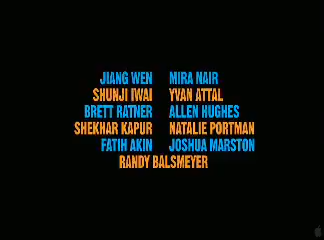 JIANG WEN MIRA NAIR
SHUNJI IWAI YVAN ATTAL
BRETT RATNER ALLEN HUGHES
SHEKHAR KAPUR NATALIE PORTMAN
FATIH AKIN JOSHUA MARSTON
RANDY BALSMEYER